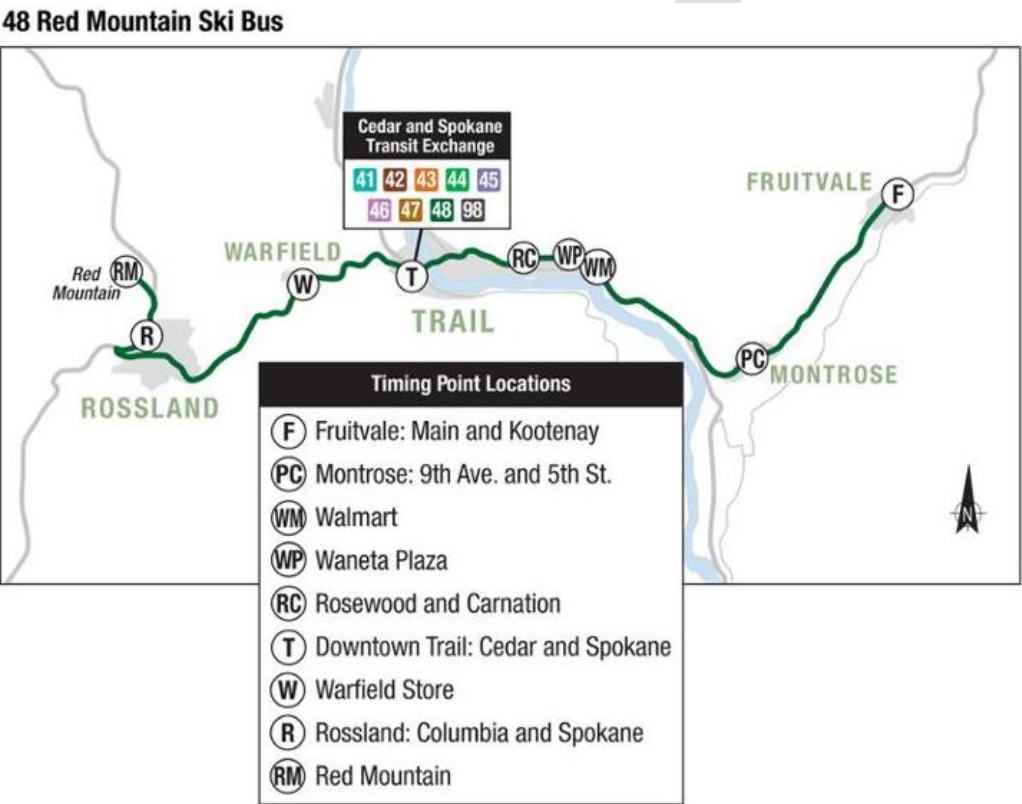 48 Red Mountain Ski Bus
Cedar and Spokane
Transit Exchange
41 42 43 44 45
46 47 48 98
FRUITVALE
F
WARFIELD
RC
WP
WM
Red
Mountain
RM
W
T
TRAIL
R
PC
MONTROSE
ROSSLAND
Timing Point Locations
F Fruitvale: Main and Kootenay
PC Montrose: 9th Ave. and 5th St.
WM Walmart
WP Waneta Plaza
RC Rosewood and Carnation
T Downtown Trail: Cedar and Spokane
W Warfield Store
R Rossland: Columbia and Spokane
RM Red Mountain
N